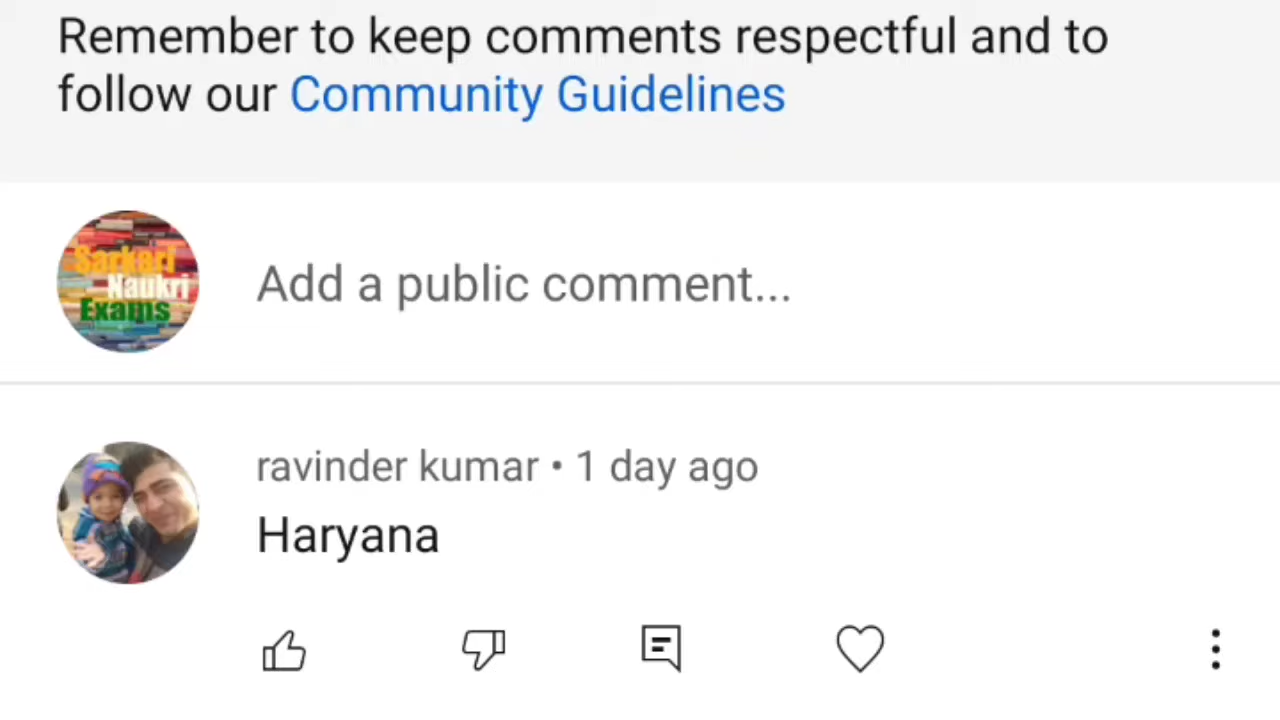 Remember to keep comments respectful and to
follow our Community Guidelines
Sarkari
Naukri
Exams
Add a public comment...
ravinder kumar • 1 day ago
Haryana